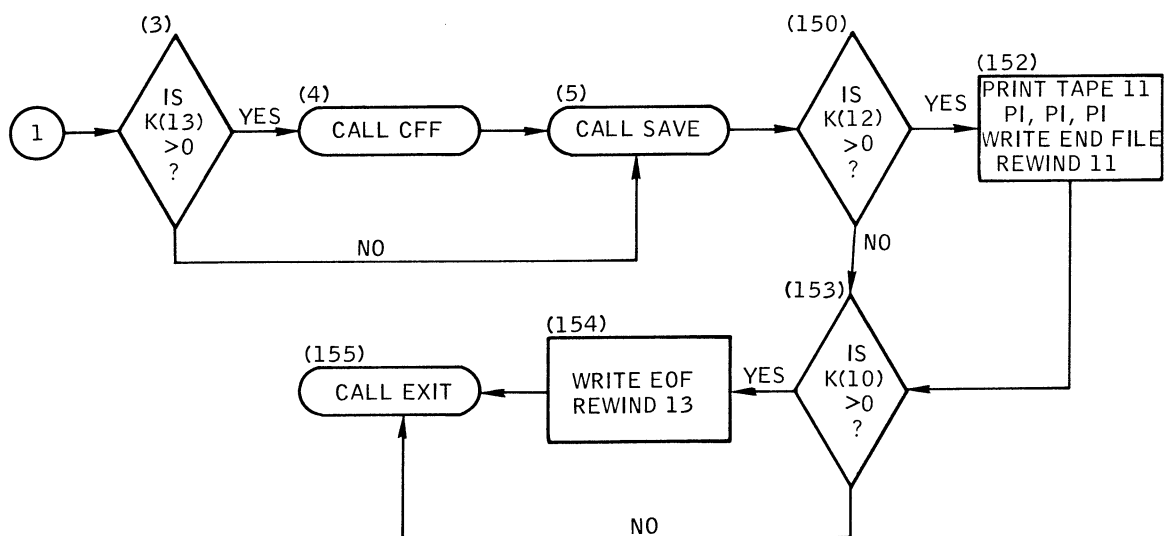 1
(3)
IS
K(13)
>0
?
YES
NO
(4)
CALL CFF
(5)
CALL SAVE
(150)
IS
K(12)
>0
?
YES
NO
(152)
PRINT TAPE 11
PI, PI, PI
WRITE END FILE
REWIND 11
(153)
IS
K(10)
>0
?
YES
NO
(154)
WRITE EOF
REWIND 13
(155)
CALL EXIT